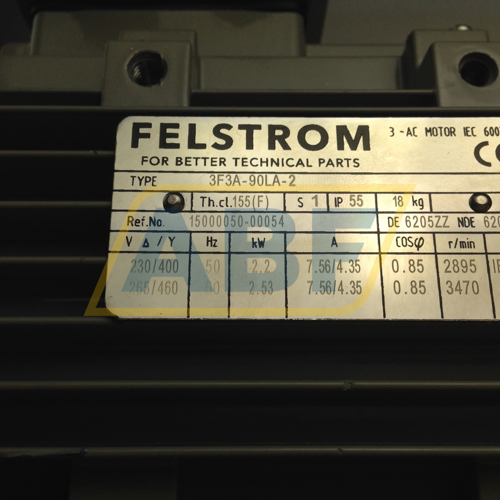 FELSTROM 3 ~ AC MOTOR IEC
FOR BETTER TECHNICAL PARTS
TYPE 3F3A-90LA-2
Th.cl. 155(F) S 1 IP 55 18 kg
Ref.No. 15000050-00054 DE 6205ZZ NDE
V Δ / Y Hz kW A COSφ r/min
230/400 50 2.2 7.56/4.35 0.85 2895
265/460 2.53 7.56/4.35 0.85 3470
ABF